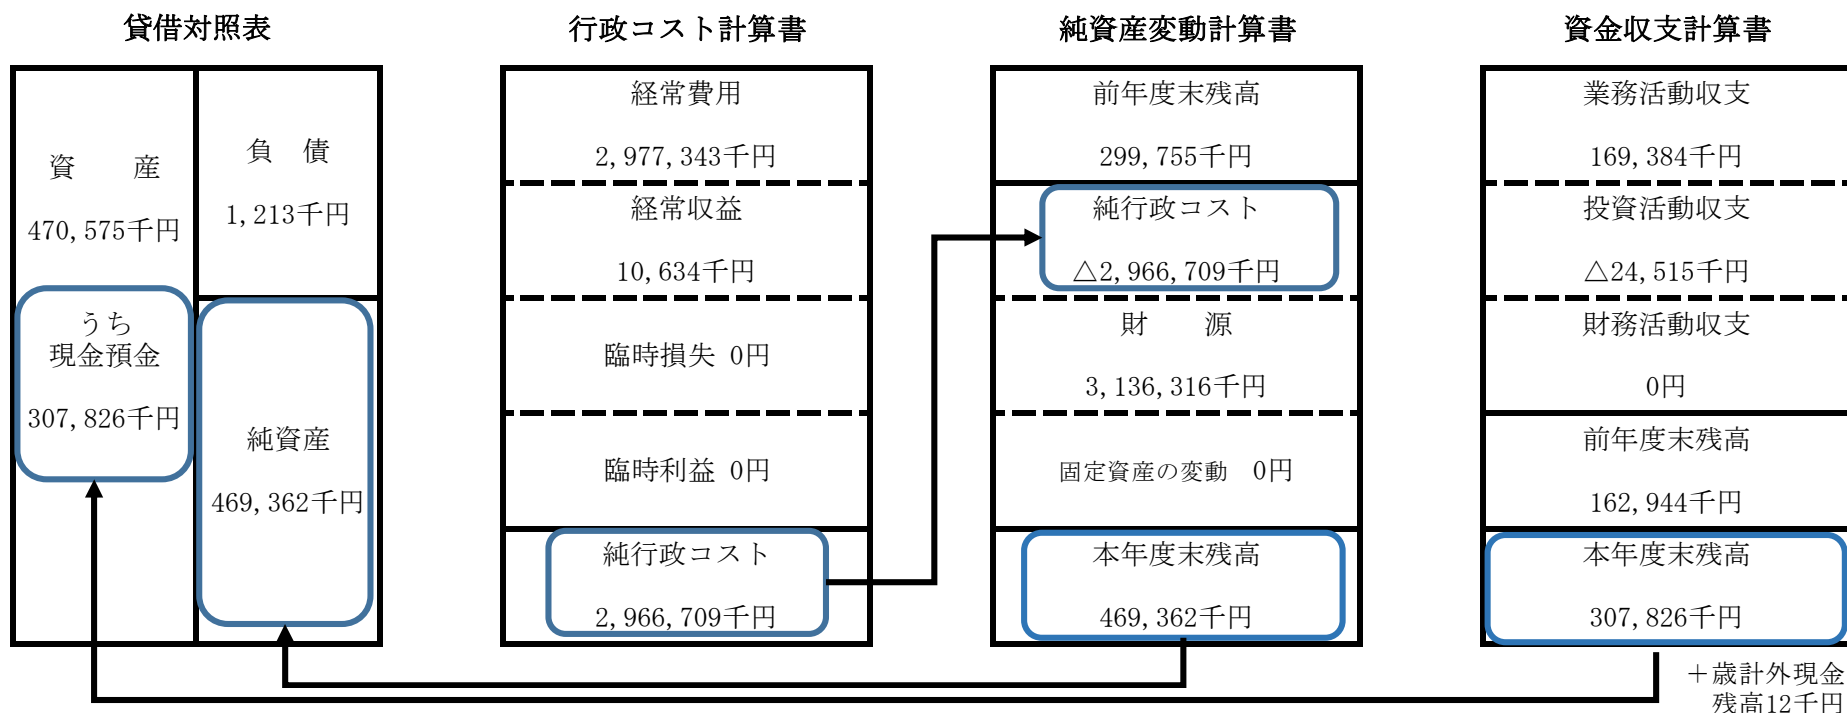 貸借対照表
資　　産
470,575千円
うち
現金預金
307,826千円
負　債
1,213千円
純資産
469,362千円
行政コスト計算書
経常費用
2,977,343千円
経常収益
10,634千円
臨時損失 0円
臨時利益 0円
純行政コスト
2,966,709千円
純資産変動計算書
前年度末残高
299,755千円
純行政コスト
△2,966,709千円
財　　源
3,136,316千円
固定資産の変動　0円
本年度末残高
469,362千円
資金収支計算書
業務活動収支
169,384千円
投資活動収支
△24,515千円
財務活動収支
0円
前年度末残高
162,944千円
本年度末残高
307,826千円
＋歳計外現金
残高12千円